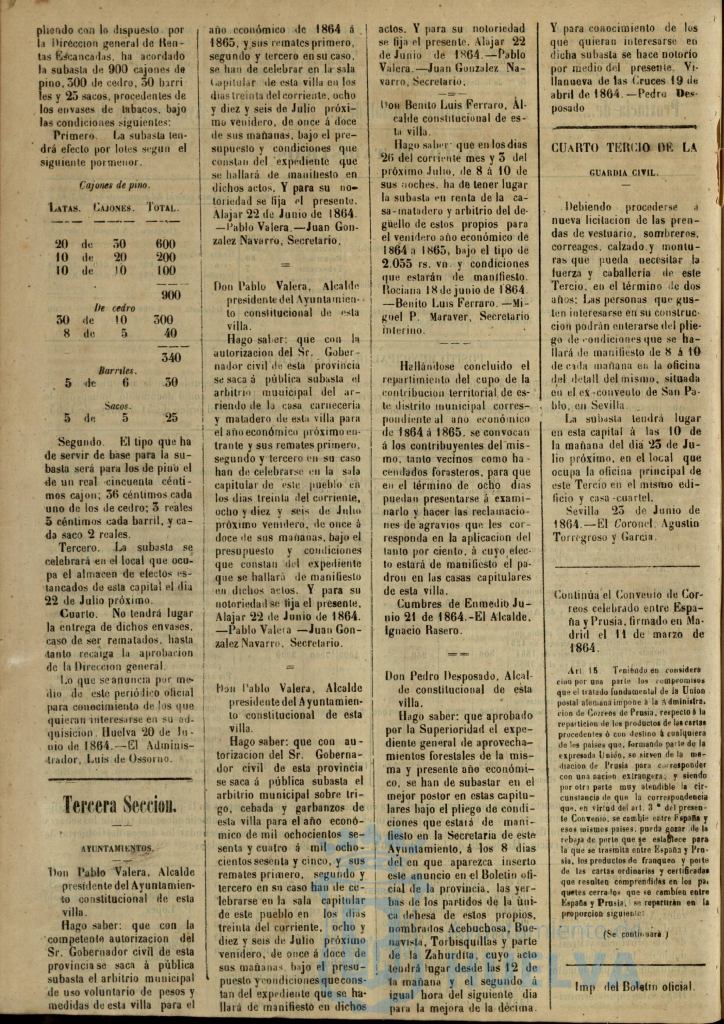 pliendo con lo dispuesto por
la Direccion general de Ren-
tas Escancadas, ha acordado
la subasta de 900 cajones de
pino, 300 de cedro, 30 barri
les y 25 sacos, procedentes de
los envases de tabacos, bajo
las condiciones siguientes:
Primero. La subasta ten-
drá efecto por lotes segun el
siguiente pormenor.
Cajones de pino.
LATAS. CAJONES. TOTAL.
20 de 30 600
10 de 20 200
10 de 10 100
900
De cedro
30 de 10 300
8 de 5 40
340
Barriles.
5 de 6 30
Sacos.
5 de 5 25
Segundo. El tipo que ha
de servir de base para la su-
basta será para los de pino el
de un real cincuenta cénti-
mos cajon; 36 céntimos cada
uno de los de cedro; 3 reales
5 céntimos cada barril, y ca-
da saco 2 reales.
Tercero. La subasta se
celebrará en el local que ocu-
pa el almacen de efectos es-
tancados de esta capital el dia
22 de Julio próximo.
Cuarto. No tendrá lugar
la entrega de dichos envases,
caso de ser rematados, hasta
tanto recaiga la aprobacion
de la Direccion general.
Lo que se anuncia por me-
dio de este periódico oficial
para conocimiento de los que
quieran interesarse en su ad-
quisicion. Huelva 20 de Ju-
nio de 1864.—El Adminis-
trador, Luis de Ossorno.
Tercera Seccion.
AYUNTAMIENTOS.
Don Pablo Valera, Alcalde
presidente del Ayuntamien-
to constitucional de esta
villa.
Hago saber: que con la
competente autorizacion del
Sr. Gobernador civil de esta
provincia se saca á pública
subasta el arbitrio municipal
de uso voluntario de pesos y
medidas de esta villa para el
año económico de 1864 á
1865, y sus remates primero,
segundo y tercero en su caso,
se han de celebrar en la sala
Capitular de esta villa en los
dias treinta del corriente, ocho
y diez y seis de Julio próxi-
mo venidero, de once á doce
de sus mañanas, bajo el pre-
supuesto y condiciones que
constan del expediente que
se hallará de manifiesto en
dichos actos. Y para su no-
toriedad se fija el presente.
Alajar 22 de Junio de 1864.
—Pablo Valera.—Juan Gon-
zalez Navarro, Secretario.
Don Pablo Valera, Alcalde
presidente del Ayuntamien-
to constitucional de esta
villa.
Hago saber: que con la
autorizacion del Sr. Gober-
nador civil de esta provincia
se saca á pública subasta el
arbitrio municipal del ar-
riendo de la casa carneceria
y matadero de esta villa para
el año económico próximo en-
trante y sus remates primero,
segundo y tercero en su caso
han de celebrarse en la sala
capitular de este pueblo en
los dias treinta del corriente,
ocho y diez y seis de Julio
próximo venidero, de once á
doce de sus mañanas, bajo el
presupuesto y condiciones
que constan del expediente
que se hallará de manifiesto
en dichos actos. Y para su
notoriedad se fija el presente.
Alajar 22 de Junio de 1864.
—Pablo Valera —Juan Gon-
zalez Navarro, Secretario.
Don Pablo Valera, Alcalde
presidente del Ayuntamien-
to constitucional de esta
villa.
Hago saber: que con au-
torizacion del Sr. Goberna-
dor civil de esta provincia
se saca á pública subasta el
arbitrio municipal sobre tri-
go, cebada y garbanzos de
esta villa para el año econó-
mico de mil ochocientos se-
senta y cuatro á mil ocho-
cientos sesenta y cinco, y sus
remates primero, segundo y
tercero en su caso han de ce-
lebrarse en la sala capitular
de este pueblo en los dias
treinta del corriente, ocho y
diez y seis de Julio próximo
venidero, de once á doce de
sus mañanas, bajo el presu-
puesto y condiciones que cons-
tan del expediente que se ha-
llará de manifiesto en dichos
actos. Y para su notoriedad
se fija el presente. Alajar 22
de Junio de 1864.—Pablo
Valera.—Juan Gonzalez Na-
varro, Secretario.
Don Benito Luis Ferraro, Al-
calde constitucional de es-
ta villa.
Hago saber: que en los dias
26 del corriente mes y 3 del
próximo Julio, de 8 á 10 de
sus noches, ha de tener lugar
la subasta en renta de la ca-
sa-matadero y arbitrio del de-
güello de estos propios para
el venidero año económico de
1864 á 1865, bajo el tipo de
2.035 rs. vn. y condiciones
que estarán de manifiesto.
Rociana 18 de junio de 1864.
—Benito Luis Ferraro.—Mi-
guel P. Maraver, Secretario
interino.
Hallándose concluido el
repartimiento del cupo de la
contribucion territorial de es-
te distrito municipal corres-
pondiente al año económico
de 1864 á 1865, se convocan
á los contribuyentes del mis-
mo, tanto vecinos como ha-
cendados forasteros, para que
en el término de ocho dias
puedan presentarse á exami-
narlo y hacer las reclamacio-
nes de agravios que les cor-
responda en la aplicacion del
tanto por ciento, á cuyo efec-
to estará de manifiesto el pa-
dron en las casas capitulares
de esta villa.
Cumbres de Enmedio Ju-
nio 21 de 1864.-El Alcalde,
Ignacio Rasero.
Don Pedro Desposado, Alcal-
de constitucional de esta
villa.
Hago saber: que aprobado
por la Superioridad el expe-
diente general de aprovecha-
mientos forestales de la mis-
ma y presente año económi-
co, se han de subastar en el
mejor postor en estas capitu-
lares bajo el pliego de condi-
ciones que estará de mani-
fiesto en la Secretaria de este
Ayuntamiento, á los 8 dias
del en que aparezca inserto
este anuncio en el Boletin ofi-
cial de la provincia, las yer-
bas de los partidos de la úni-
ca dehesa de estos propios,
nombrados Acebuchosa, Bue-
navista, Torbisquillas y parte
de la Zahurdita, cuyo acto
tendrá lugar desde las 12 de
la mañana y el segundo á
igual hora del siguiente dia
para la mejora de la décima.
Y para conocimiento de los
que quieran interesarse en
dicha subasta se hace notorio
por medio del presente. Vi-
llanueva de las Cruces 19 de
abril de 1864.—Pedro Des-
posado
CUARTO TERCIO DE LA
GUARDIA CIVIL.
Debiendo procederse a
nueva licitacion de las pren-
das de vestuario, sombreros,
correages, calzado y montu-
ras que pueda necesitar la
fuerza y caballería de este
Tercio, en el término de dos
años; Las personas que gus-
ten interesarse en su construc-
cion podrán enterarse del plie-
go de condiciones que se ha-
llará de manifiesto de 8 á 10
de cada mañana en la oficina
del detall del mismo, situada
en el ex-convento de San Pa-
blo, en Sevilla.
La subasta tendrá lugar
en esta capital á las 10 de
la mañana del dia 25 de Ju-
lio próximo, en el local que
ocupa la oficina principal de
este Tercio en el mismo edi-
ficio y casa-cuartel.
Sevilla 23 de Junio de
1864.—El Coronel, Agustin
Torregroso y Garcia.
Continúa el Convenio de Cor-
reos celebrado entre Espa-
ña y Prusia, firmado en Ma-
drid el 11 de marzo de
1864.
Art 15 Teniendo en considera
cion por una parte los compromisos
que el tratado fundamental de la Union
postal alemana impone á la Administra-
cion de Correos de Prusia, respecto á la
reparticion de los productos de las cartas
procedentes ó con destino á cualquiera
de los paises que, formando parte de la
expresada Union, se sirven de la me-
diacion de Prusia para corresponder
con una nacion extrangera, y siendo
por otra parte muy atendible la cir-
cunstancia de que la correspondencia
que, en virtud del art. 3.º del presen-
te Convenio, se cambie entre España y
esos mismos paises, pueda gozar de la
rebaja de porte que se establece para
la que se trasmita entre España y Pru-
sia, los productos de franqueo y porte
de las cartas ordinarias y certificadas
que resulten comprendidas en los pa-
quetes cerrados que se cambien entre
España y Prusia, se repartirán en la
proporcion siguiente:
(Se continuará)
Imp del Boletin oficial.